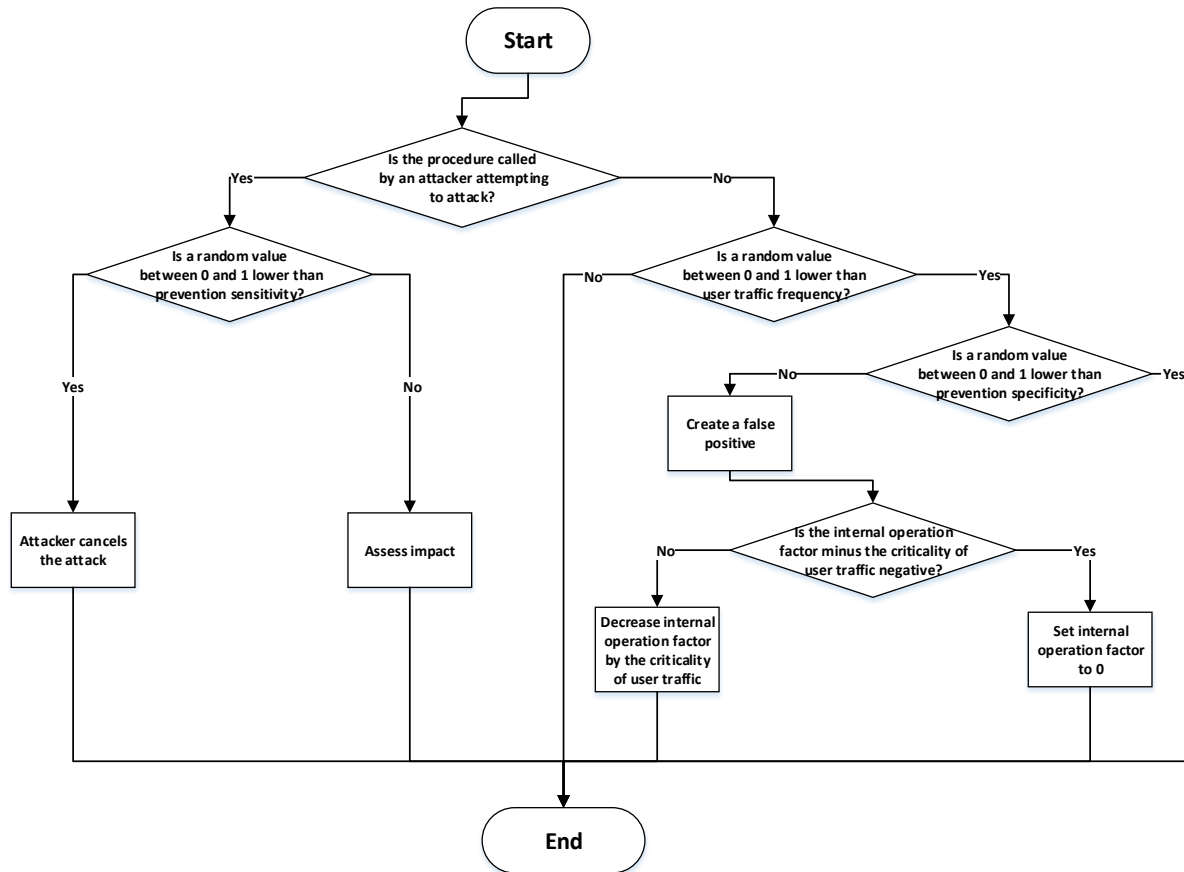 Start
Is the procedure called
by an attacker attempting
to attack?
Yes
No
Is a random value
between 0 and 1 lower than
prevention sensitivity?
Is a random value
between 0 and 1 lower than
user traffic frequency?
No
Yes
Is a random value
between 0 and 1 lower than
prevention specificity?
Yes
No
No
Yes
Yes
Create a false
positive
Attacker cancels
the attack
Assess impact
Is the internal operation
factor minus the criticality of
user traffic negative?
No
Yes
Decrease internal
operation factor
by the criticality
of user traffic
Set internal
operation factor
to 0
End